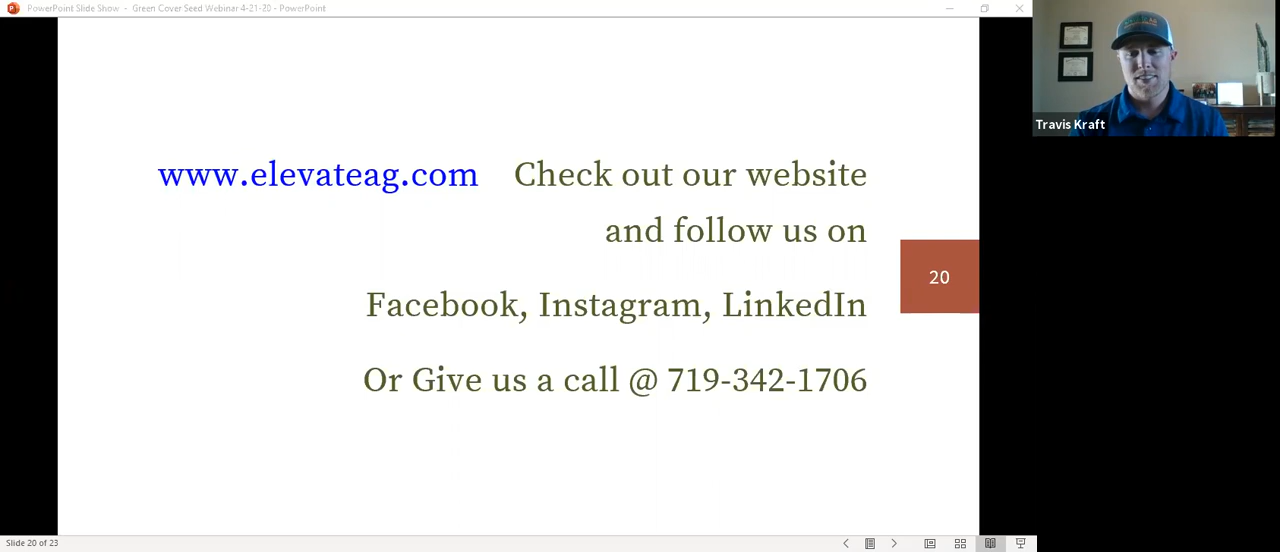 PowerPoint Slide Show - Green Cover Seed Webinar 4-21-20 - PowerPoint
Travis Kraft
www.elevateag.com Check out our website
and follow us on
20
Facebook, Instagram, LinkedIn
Or Give us a call @ 719-342-1706
Slide 20 of 23